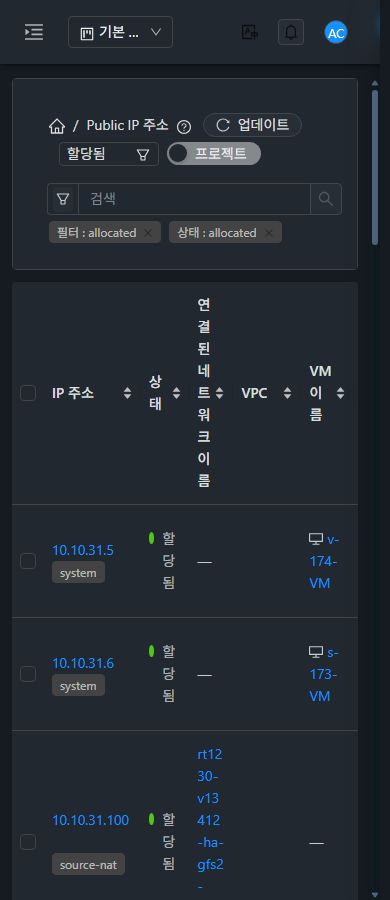 기본 ...
AC
/ Public IP 주소
업데이트
할당됨
프로젝트
검색
필터 : allocated ×
상태 : allocated ×
IP 주소
상
태
연
결
된
네
트
워
크
이
름
VPC
VM
이
름
10.10.31.5
system
할
당
됨
—
v-
174-
VM
10.10.31.6
system
할
당
됨
—
s-
173-
VM
10.10.31.100
source-nat
할
당
됨
rt12
30-
v13
412
-ha-
gfs2
-
—